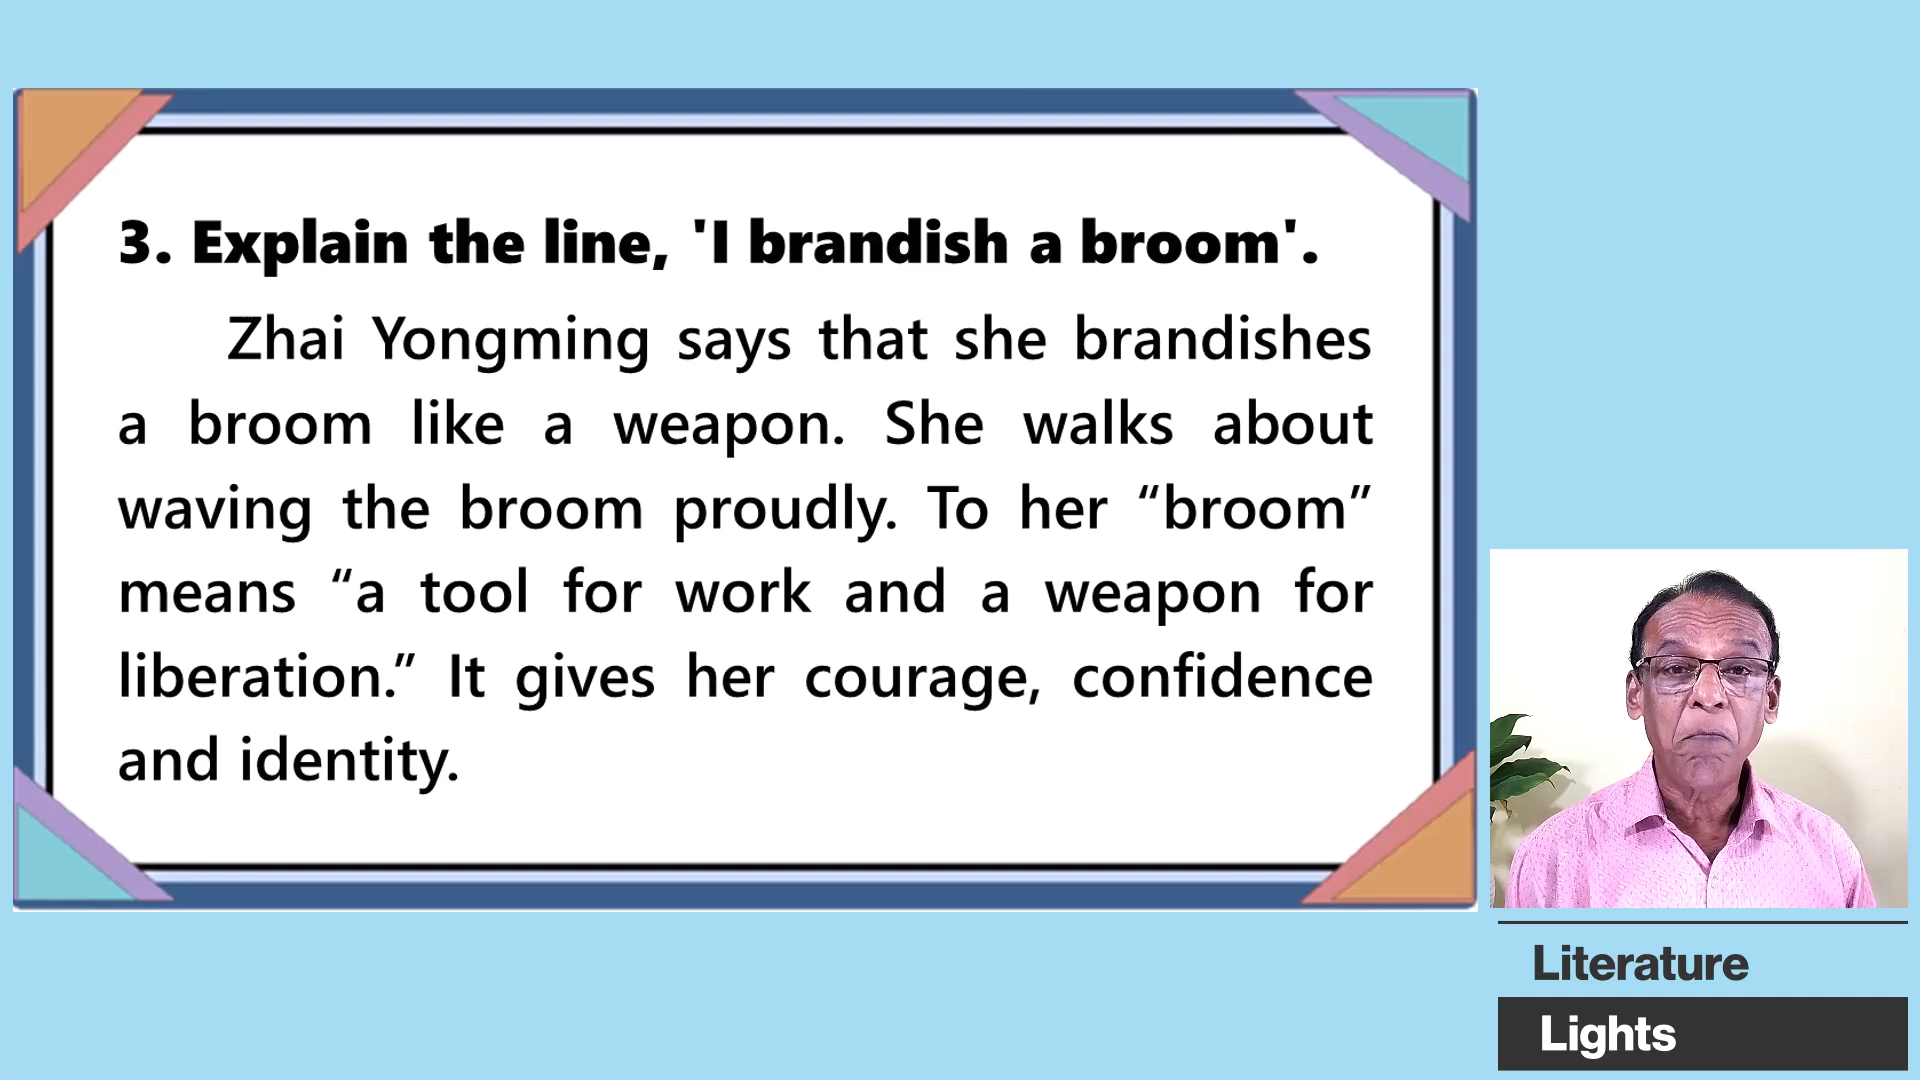 3. Explain the line, 'I brandish a broom'.
Zhai Yongming says that she brandishes
a broom like a weapon. She walks about
waving the broom proudly. To her “broom”
means “a tool for work and a weapon for
liberation.” It gives her courage, confidence
and identity.
Literature
Lights